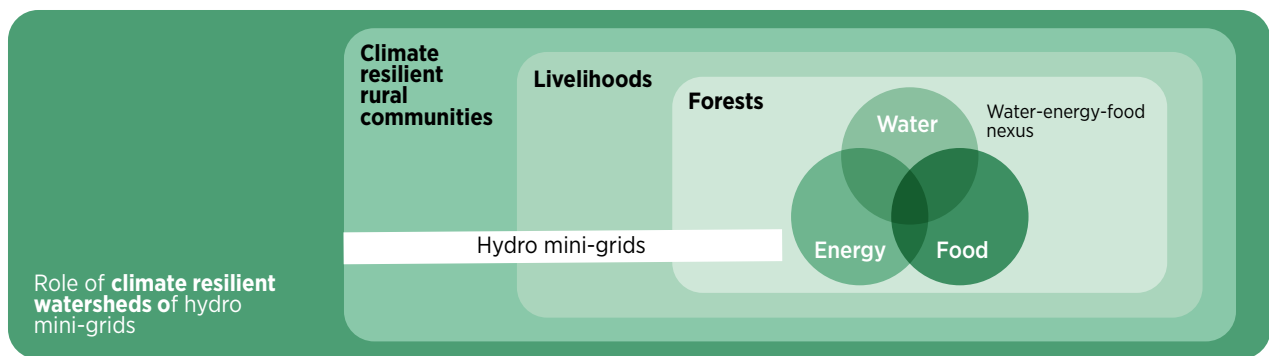 Climate
resilient
rural
communities
Livelihoods
Forests
Water
Water-energy-food
nexus
Hydro mini-grids
Energy
Food
Role of climate resilient
watersheds of hydro
mini-grids